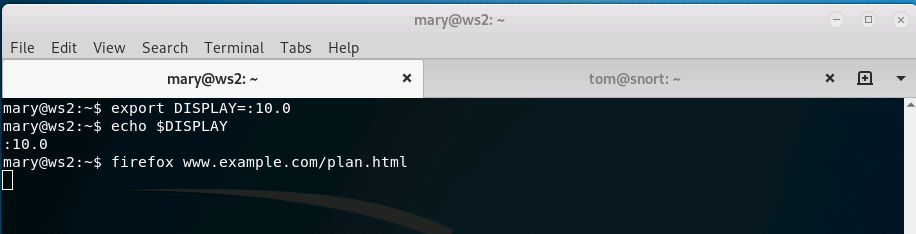 mary@ws2: ~
File Edit View Search Terminal Tabs Help
mary@ws2: ~ tom@snort: ~
mary@ws2:~$ export DISPLAY=:10.0
mary@ws2:~$ echo $DISPLAY
:10.0
mary@ws2:~$ firefox www.example.com/plan.html